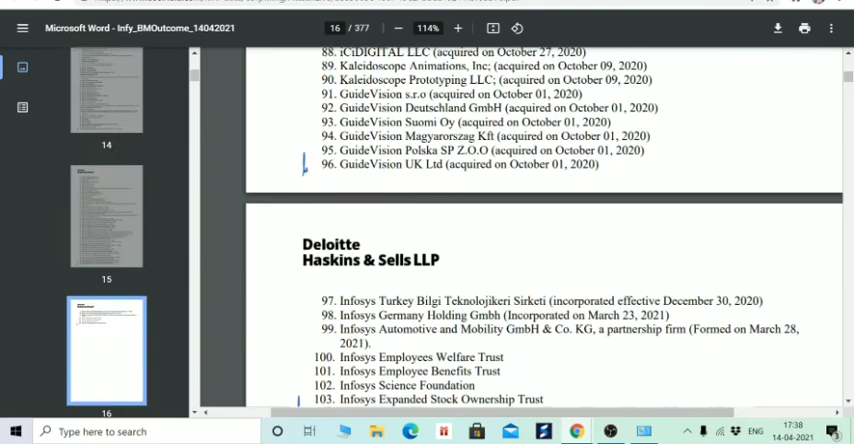 Microsoft Word - Infy_BMOutcome_14042021
16 / 377
114%
88. iCiDIGITAL LLC (acquired on October 27, 2020)
89. Kaleidoscope Animations, Inc; (acquired on October 09, 2020)
90. Kaleidoscope Prototyping LLC; (acquired on October 09, 2020)
91. GuideVision s.r.o (acquired on October 01, 2020)
92. GuideVision Deutschland GmbH (acquired on October 01, 2020)
93. GuideVision Suomi Oy (acquired on October 01, 2020)
94. GuideVision Magyarorszag Kft (acquired on October 01, 2020)
95. GuideVision Polska SP Z.O.O (acquired on October 01, 2020)
96. GuideVision UK Ltd (acquired on October 01, 2020)
14
15
16
Deloitte
Haskins & Sells LLP
97. Infosys Turkey Bilgi Teknolojikeri Sirketi (incorporated effective December 30, 2020)
98. Infosys Germany Holding Gmbh (Incorporated on March 23, 2021)
99. Infosys Automotive and Mobility GmbH & Co. KG, a partnership firm (Formed on March 28,
2021).
100. Infosys Employees Welfare Trust
101. Infosys Employee Benefits Trust
102. Infosys Science Foundation
103. Infosys Expanded Stock Ownership Trust
Type here to search
ENG
17:38
14-04-2021
3